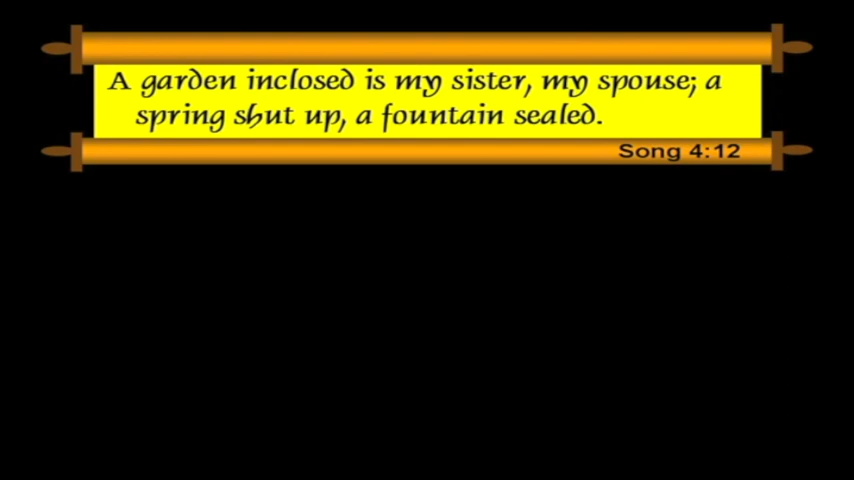 A garden inclosed is my sister, my spouse; a
spring shut up, a fountain sealed.
Song 4:12